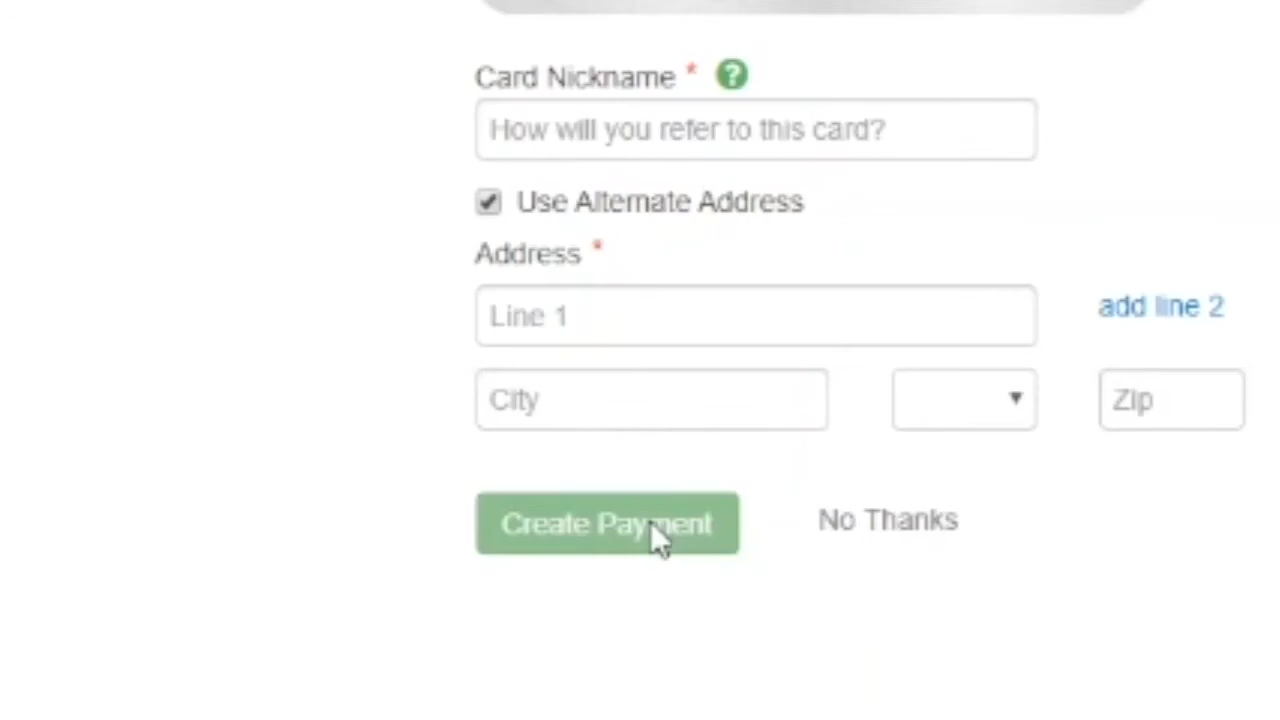 Card Nickname * ?
How will you refer to this card?
Use Alternate Address
Address *
Line 1
add line 2
City
Zip
Create Payment
No Thanks